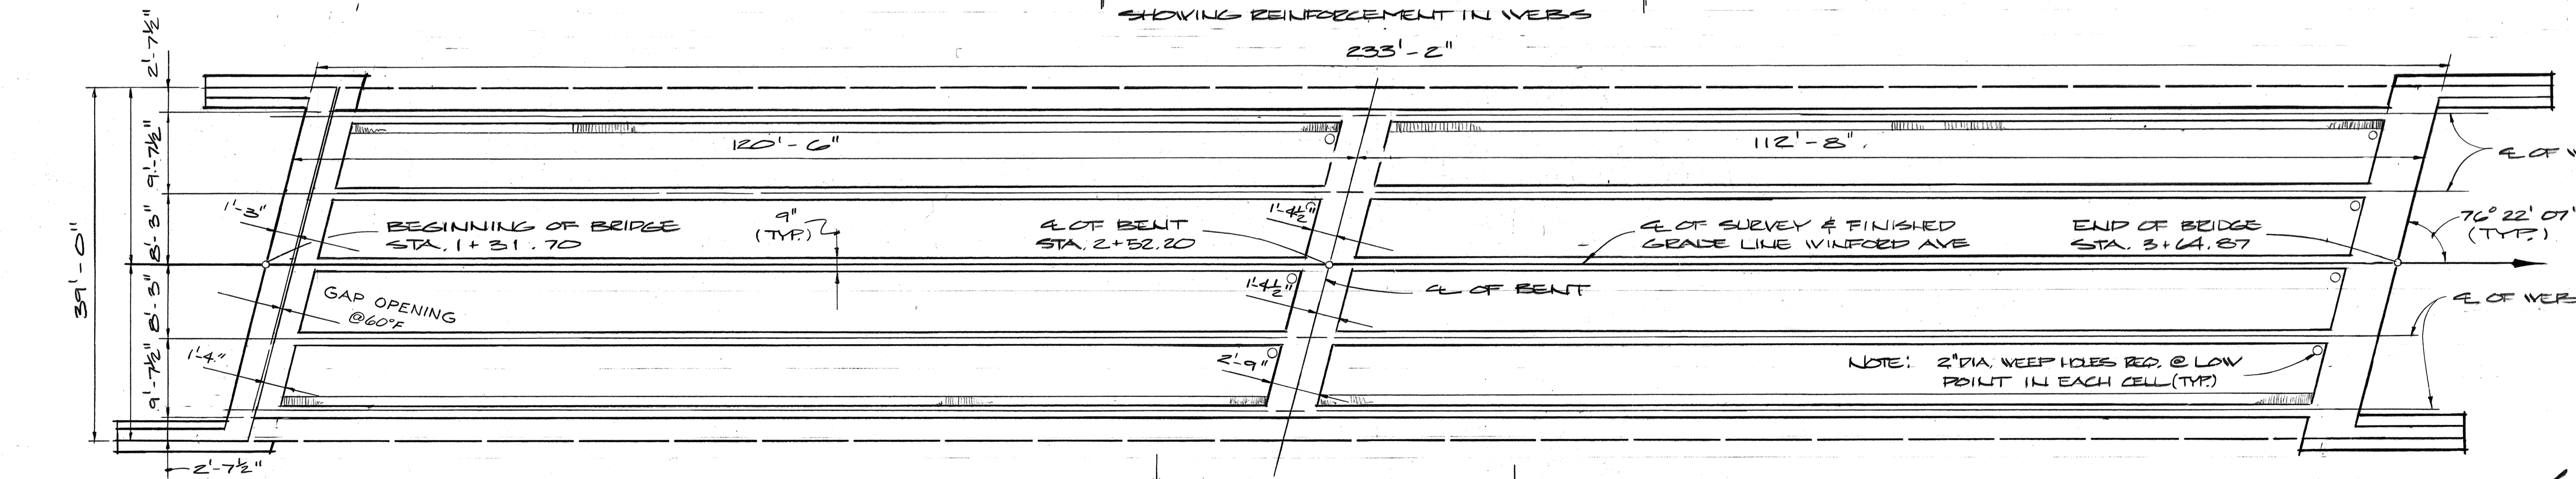 SHOWING REINFORCEMENT IN WEBS
233'-2"
2'-7½"
120'-6"
112'-8"
9'-7½"
℄ OF
1'-3"
BEGINNING OF BRIDGE
STA. 1+31.70
9"
(TYP.)
℄ OF BENT
STA. 2+52.20
1'-4½"
℄ OF SURVEY & FINISHED
GRADE LINE WINFORD AVE
END OF BRIDGE
STA. 3+64.87
76° 22' 07"
(TYP.)
8'-3"
39'-0"
GAP OPENING
@60°F
1'-4½"
℄ OF BENT
8'-3"
℄ OF WEB
1'-4"
2'-9"
NOTE: 2"DIA. WEEP HOLES REQ. @ LOW
POINT IN EACH CELL (TYP.)
9'-7½"
2'-7½"